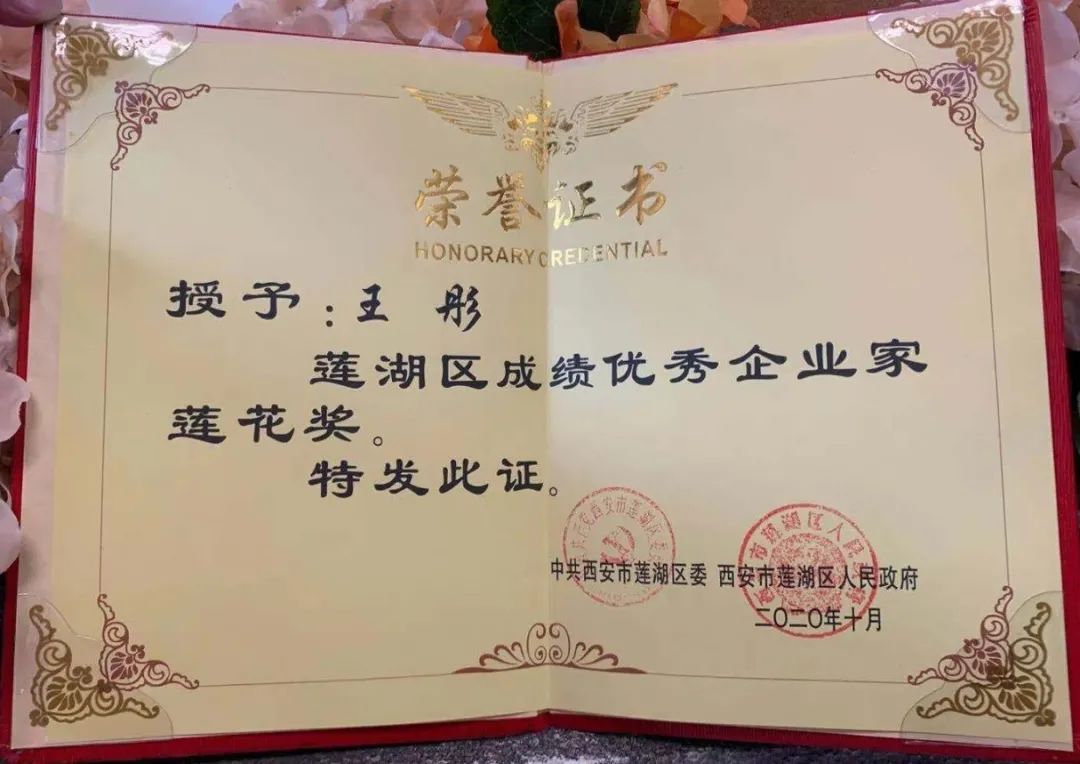 荣誉证书
HONORARY CREDENTIAL
授予：王 彤
莲湖区成绩优秀企业家
莲花奖。
特发此证。
中共西安市莲湖区委 西安市莲湖区人民政府
二〇二〇年十月